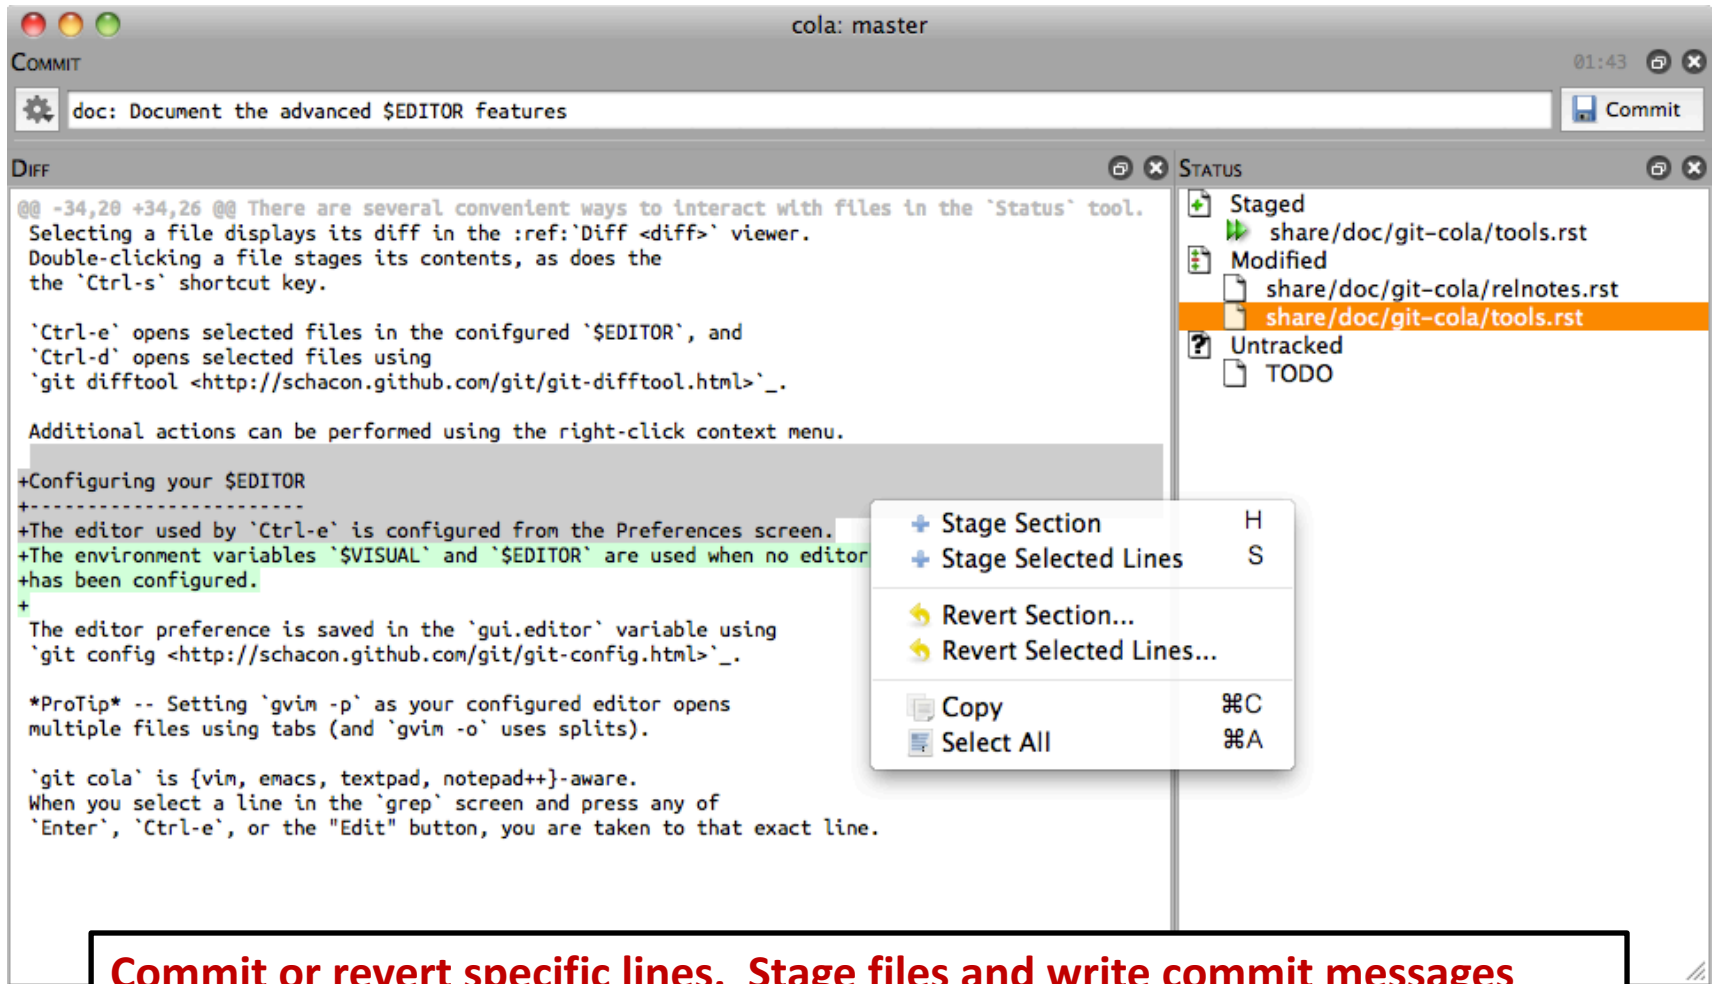 cola: master
COMMIT
01:43
doc: Document the advanced $EDITOR features
Commit
DIFF
@@ -34,20 +34,26 @@ There are several convenient ways to interact with files in the `Status` tool.
Selecting a file displays its diff in the :ref:`Diff <diff>` viewer.
Double-clicking a file stages its contents, as does the
the `Ctrl-s` shortcut key.
`Ctrl-e` opens selected files in the conifgured `$EDITOR`, and
`Ctrl-d` opens selected files using
`git difftool <http://schacon.github.com/git/git-difftool.html>`_.
Additional actions can be performed using the right-click context menu.
+Configuring your $EDITOR
+------------------------
+The editor used by `Ctrl-e` is configured from the Preferences screen.
+The environment variables `$VISUAL` and `$EDITOR` are used when no editor
+has been configured.
+
The editor preference is saved in the `gui.editor` variable using
`git config <http://schacon.github.com/git/git-config.html>`_.
*ProTip* -- Setting `gvim -p` as your configured editor opens
multiple files using tabs (and `gvim -o` uses splits).
`git cola` is {vim, emacs, textpad, notepad++}-aware.
When you select a line in the `grep` screen and press any of
`Enter`, `Ctrl-e`, or the "Edit" button, you are taken to that exact line.
Stage Section H
Stage Selected Lines S
Revert Section...
Revert Selected Lines...
Copy ⌘C
Select All ⌘A
STATUS
Staged
share/doc/git-cola/tools.rst
Modified
share/doc/git-cola/relnotes.rst
share/doc/git-cola/tools.rst
Untracked
TODO
Commit or revert specific lines. Stage files and write commit messages